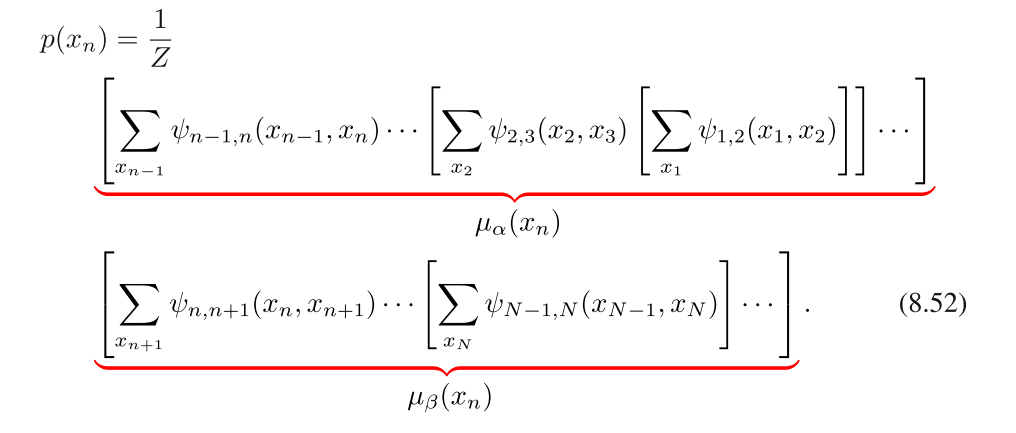 p(x_n) = \frac{1}{Z}
\left[ \sum_{x_{n-1}} \psi_{n-1,n}(x_{n-1}, x_n) \cdots \left[ \sum_{x_2} \psi_{2,3}(x_2, x_3) \left[ \sum_{x_1} \psi_{1,2}(x_1, x_2) \right] \right] \cdots \right]
\mu_\alpha(x_n)
\left[ \sum_{x_{n+1}} \psi_{n,n+1}(x_n, x_{n+1}) \cdots \left[ \sum_{x_N} \psi_{N-1,N}(x_{N-1}, x_N) \right] \cdots \right] . (8.52)
\mu_\beta(x_n)